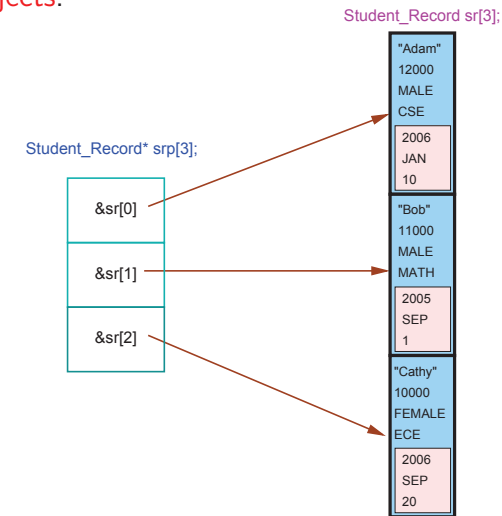 jects.
Student_Record sr[3];
Student_Record* srp[3];
&sr[0]
&sr[1]
&sr[2]
"Adam"
12000
MALE
CSE
2006
JAN
10
"Bob"
11000
MALE
MATH
2005
SEP
1
"Cathy"
10000
FEMALE
ECE
2006
SEP
20